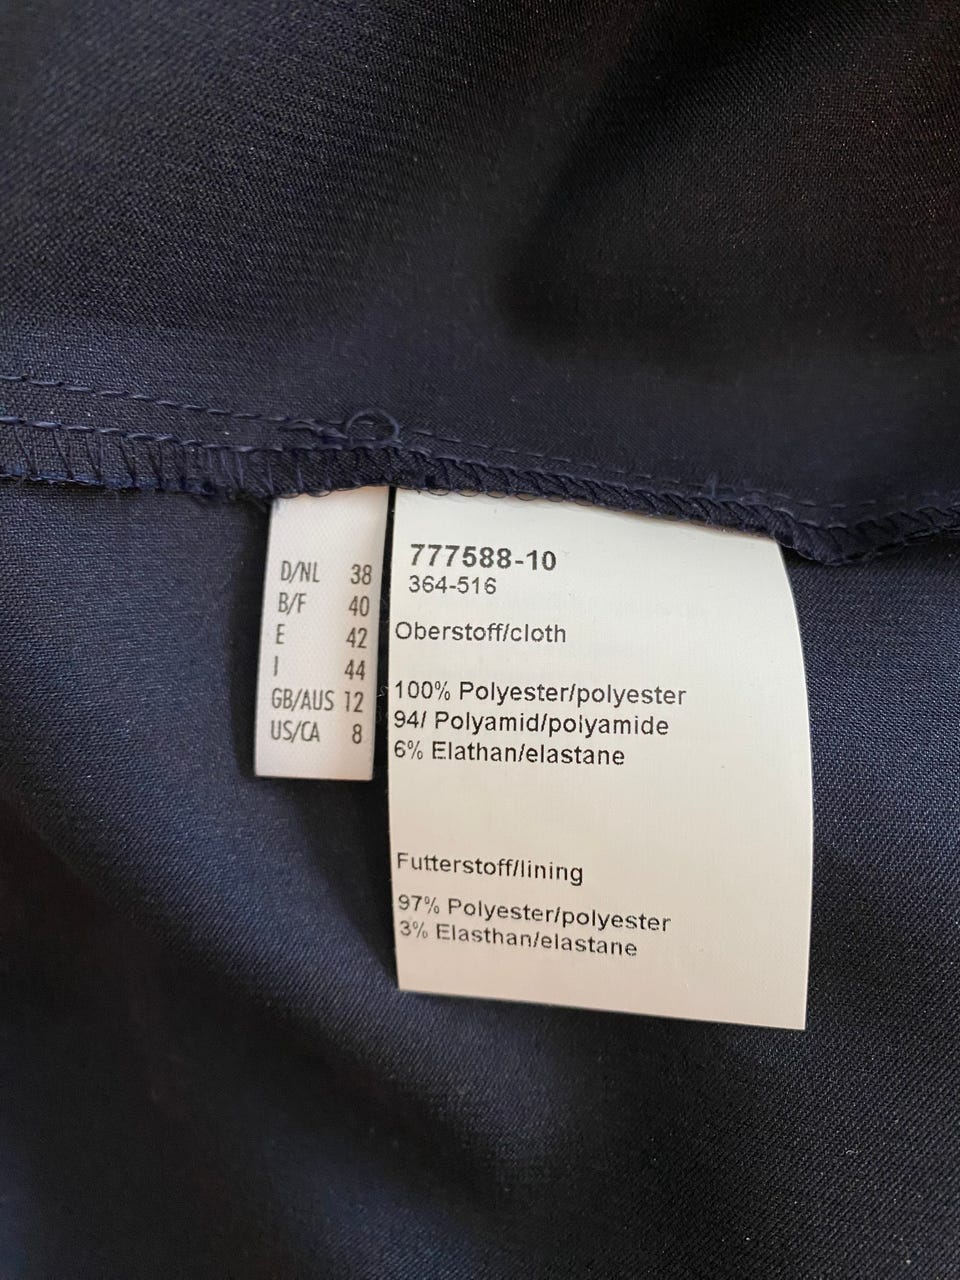 D/NL 38
B/F 40
E 42
I 44
GB/AUS 12
US/CA 8
777588-10
364-516
Oberstoff/cloth
100% Polyester/polyester
94/ Polyamid/polyamide
6% Elathan/elastane
Futterstoff/lining
97% Polyester/polyester
3% Elasthan/elastane